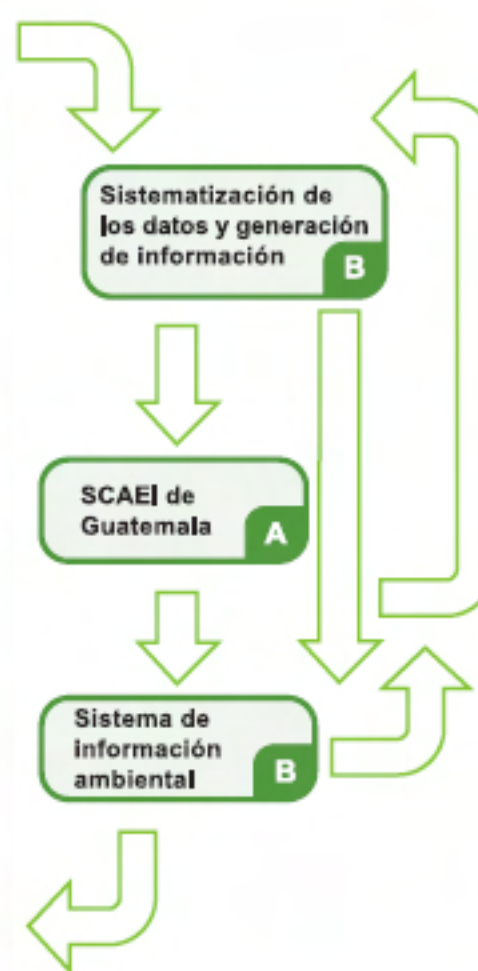 Sistematización de
los datos y generación
de información
B
SCAEI de
Guatemala
A
Sistema de
información
ambiental
B